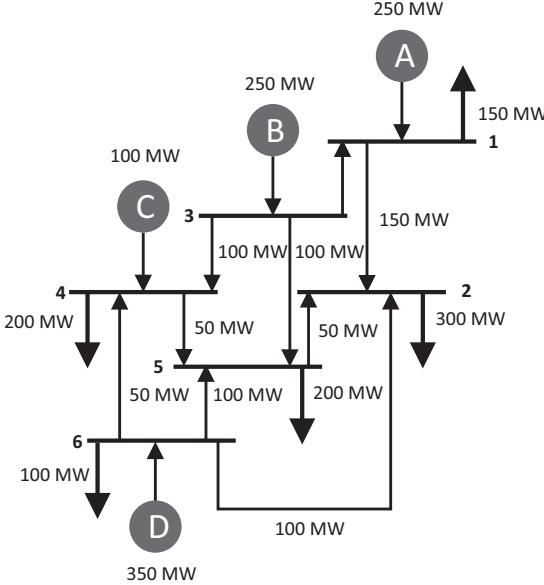 250 MW
A
250 MW
150 MW
B
1
100 MW
C
3
150 MW
100 MW 100 MW
4
2
200 MW
50 MW
50 MW
300 MW
5
50 MW 100 MW
200 MW
6
100 MW
D
100 MW
350 MW